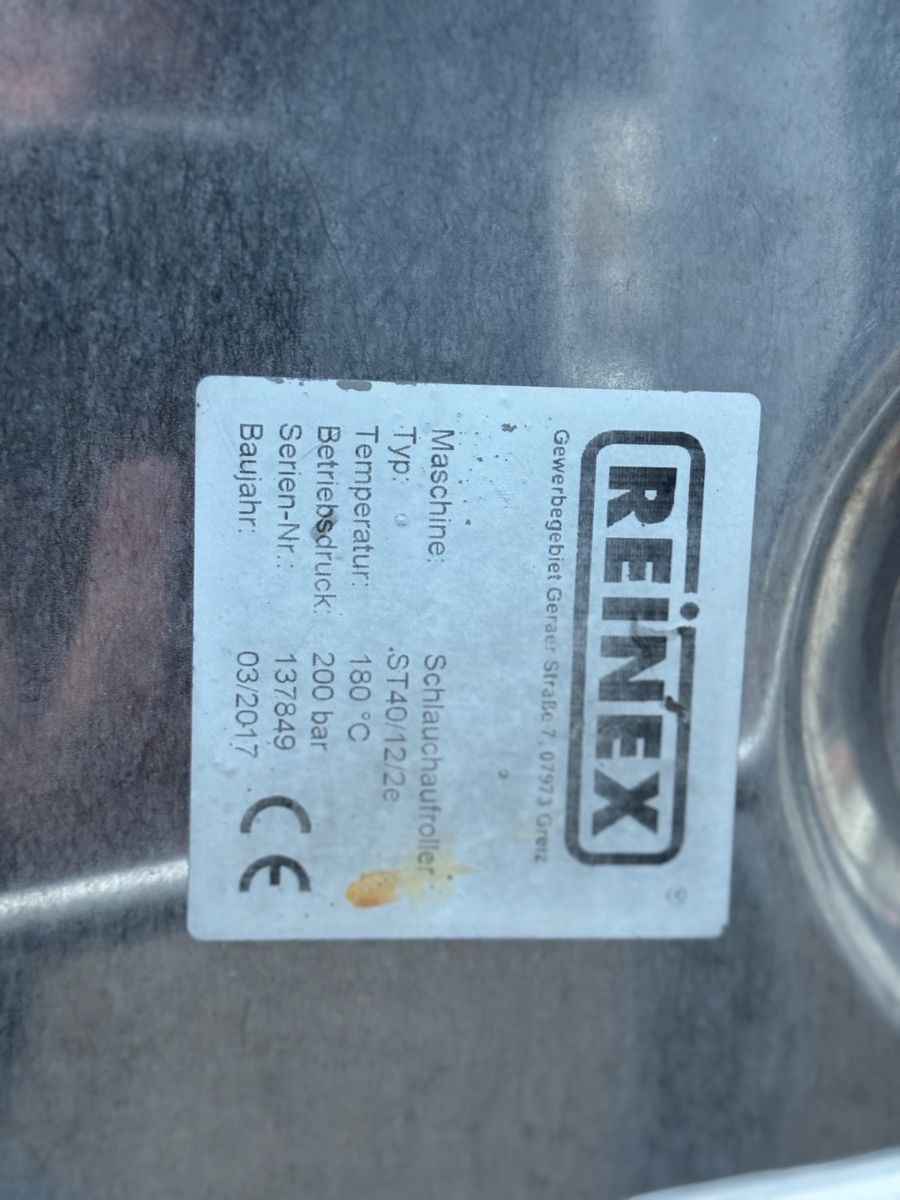 REiNEX ®
Gewerbegebiet Geraer Straße 7, 07973 Greiz
Maschine: Schlauchaufroller
Typ: ST40/12/2e
Temperatur: 180 °C
Betriebsdruck: 200 bar
Serien-Nr.: 137849
Baujahr: 03/2017
CE